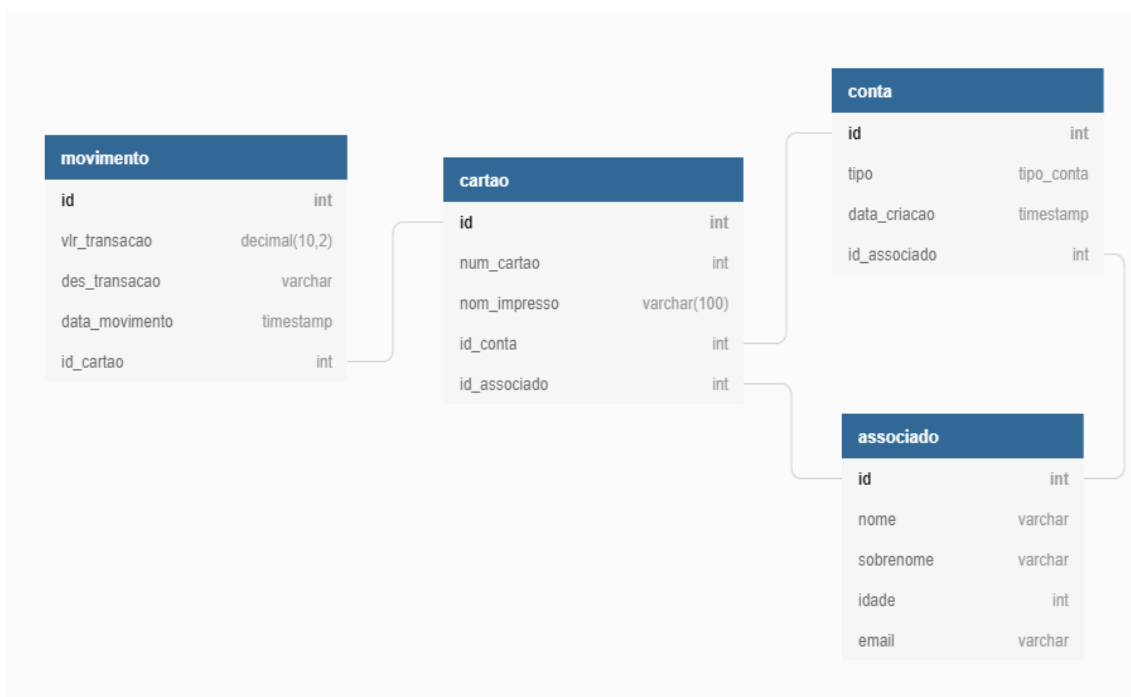 movimento
id int
vlr_transacao decimal(10,2)
des_transacao varchar
data_movimento timestamp
id_cartao int
cartao
id int
num_cartao int
nom_impresso varchar(100)
id_conta int
id_associado int
conta
id int
tipo tipo_conta
data_criacao timestamp
id_associado int
associado
id int
nome varchar
sobrenome varchar
idade int
email varchar